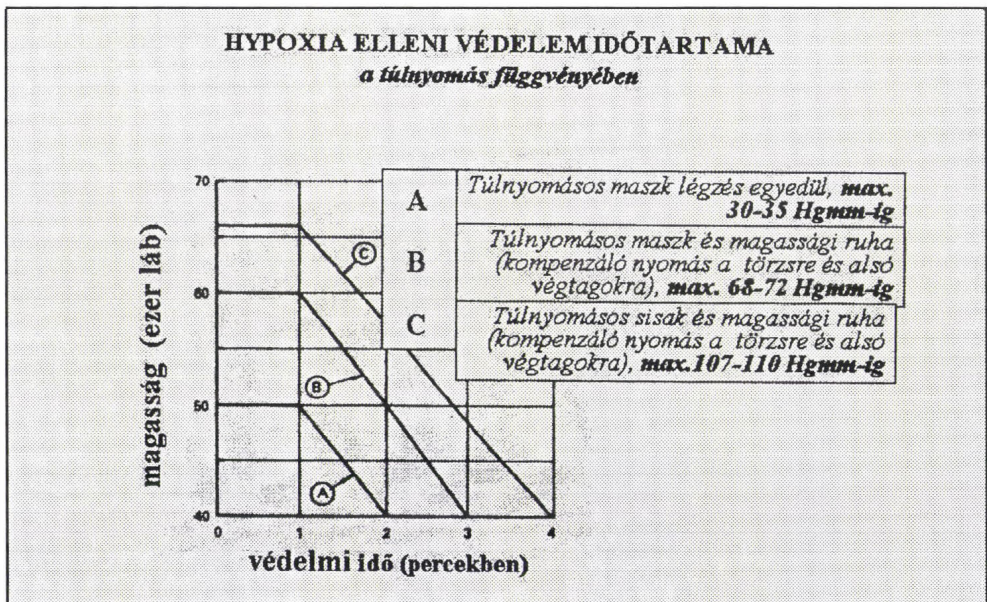 HYPOXIA ELLENI VÉDELEM IDŐTARTAMA
a túlnyomás függvényében
magasság (ezer láb)
70
60
50
40
A
Túlnyomásos maszk légzés egyedül, max.
30-35 Hgmm-ig
B
Túlnyomásos maszk és magassági ruha
(kompenzáló nyomás a törzsre és alsó
végtagokra), max. 68-72 Hgmm-ig
C
Túlnyomásos sisak és magassági ruha
(kompenzáló nyomás a törzsre és alsó
végtagokra), max.107-110 Hgmm-ig
C
B
A
0 1 2 3 4
védelmi idő (percekben)